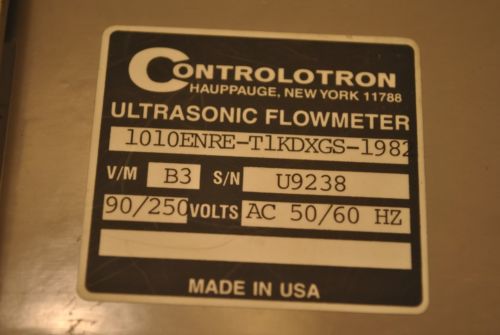 CONTROLOTRON
HAUPPAUGE, NEW YORK 11788
ULTRASONIC FLOWMETER
1010ENRE-T1KDXGS-1982
V/M B3 S/N U9238
90/250 VOLTS AC 50/60 HZ
MADE IN USA